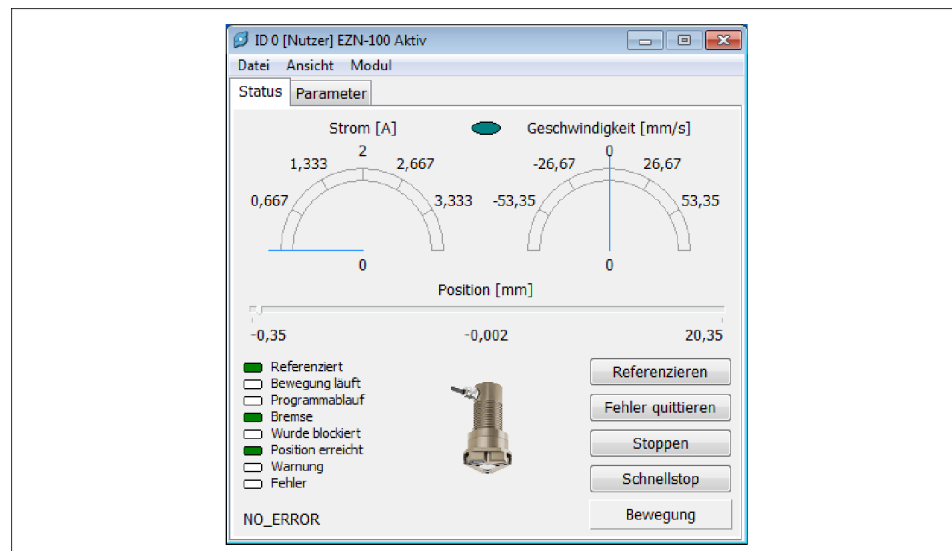 ID 0 [Nutzer] EZN-100 Aktiv
Datei Ansicht Modul
Status Parameter
Strom [A] Geschwindigkeit [mm/s]
2 0
1,333 2,667 -26,67 26,67
0,667 3,333 -53,35 53,35
0 0
Position [mm]
-0,35 -0,002 20,35
Referenziert
Bewegung läuft
Programmablauf
Bremse
Wurde blockiert
Position erreicht
Warnung
Fehler
NO_ERROR
Referenzieren
Fehler quittieren
Stoppen
Schnellstop
Bewegung